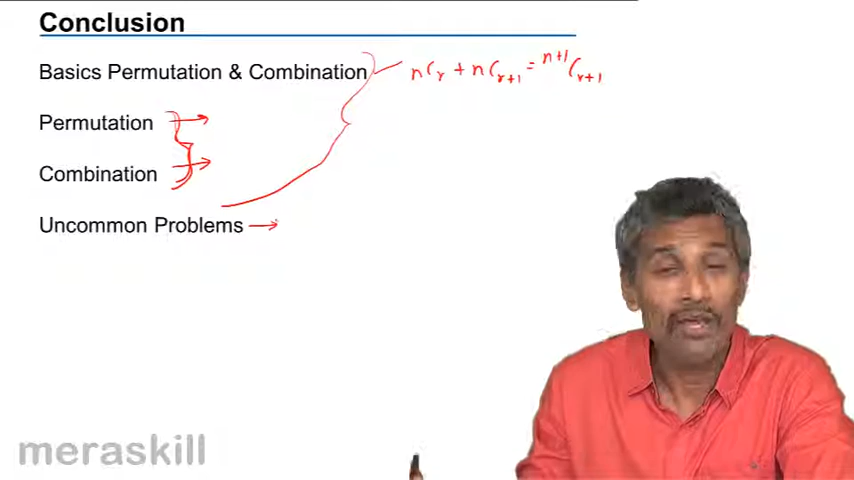 Conclusion
Basics Permutation & Combination nCr + nCr+1 = n+1Cr+1
Permutation
Combination
Uncommon Problems
meraskill